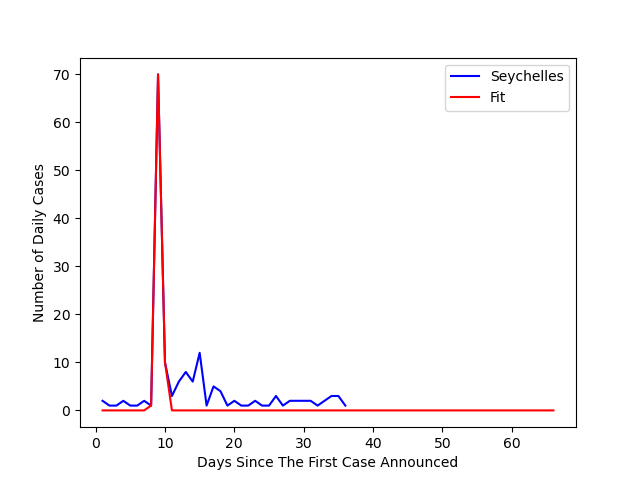 Seychelles
Fit
70
60
50
40
30
20
10
0
Number of Daily Cases
0 10 20 30 40 50 60
Days Since The First Case Announced